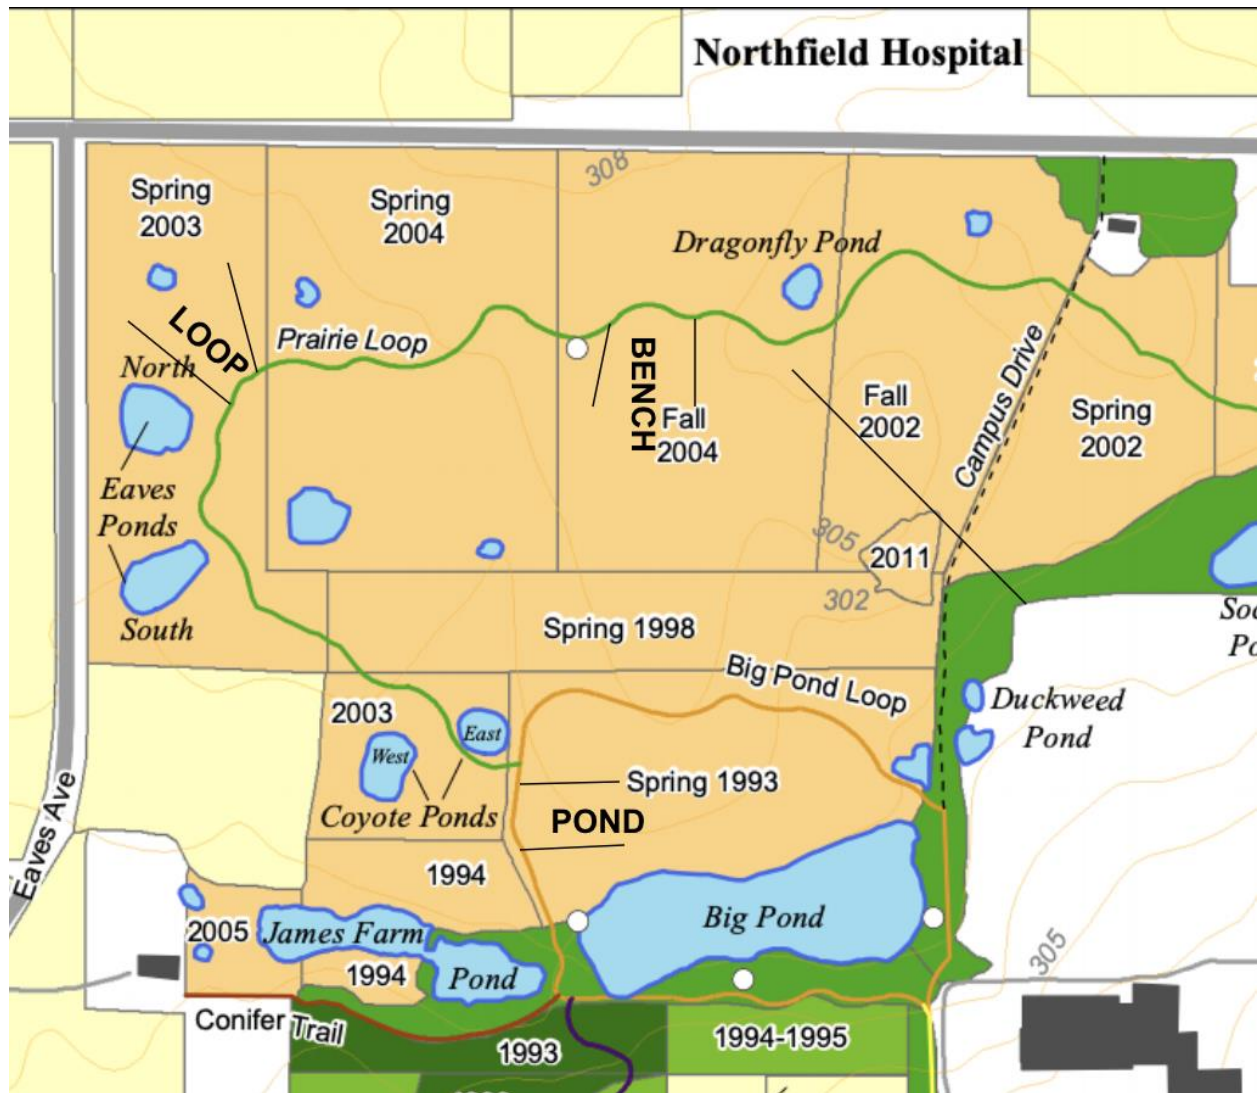 Northfield Hospital
308
Spring
2003
Spring
2004
Dragonfly Pond
LOOP
Prairie Loop
North
BENCH
Fall
2004
Fall
2002
Campus Drive
Spring
2002
Eaves
Ponds
305
2011
302
South
Spring 1998
Big Pond Loop
2003
West
East
Coyote Ponds
Duckweed
Pond
Spring 1993
POND
Eaves Ave
1994
2005
James Farm
Pond
1994
Big Pond
305
Conifer Trail
1993
1994-1995